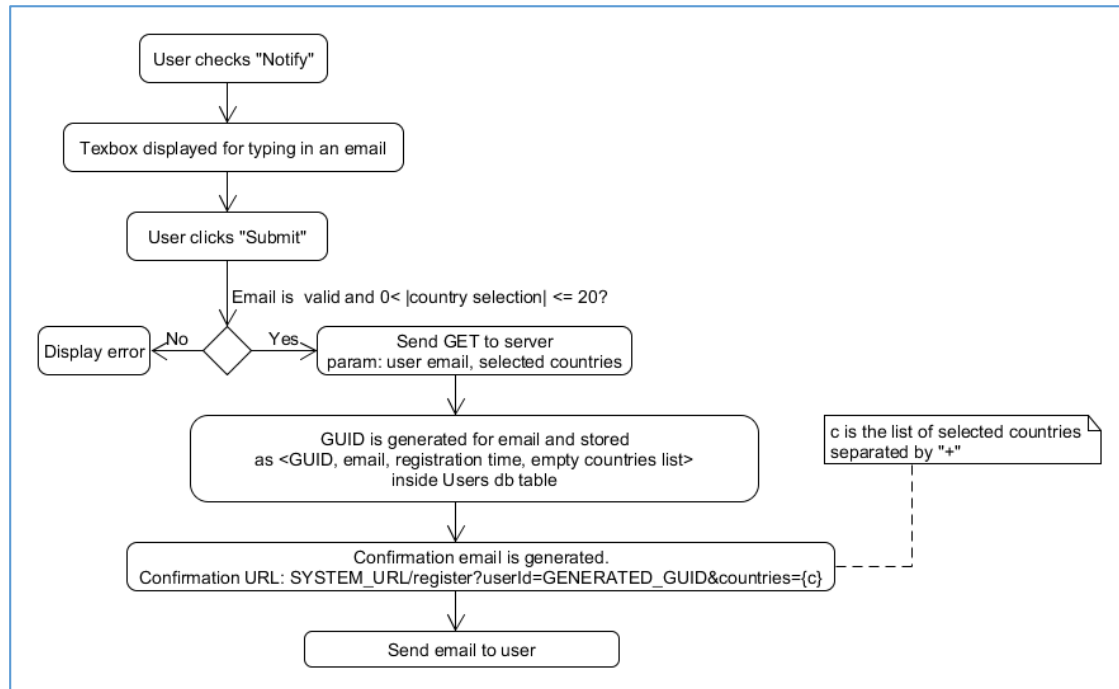 User checks "Notify"
Texbox displayed for typing in an email
User clicks "Submit"
Email is valid and 0< |country selection| <= 20?
No
Yes
Display error
Send GET to server
param: user email, selected countries
GUID is generated for email and stored
as <GUID, email, registration time, empty countries list>
inside Users db table
c is the list of selected countries
separated by "+"
Confirmation email is generated.
Confirmation URL: SYSTEM_URL/register?userId=GENERATED_GUID&countries={c}
Send email to user